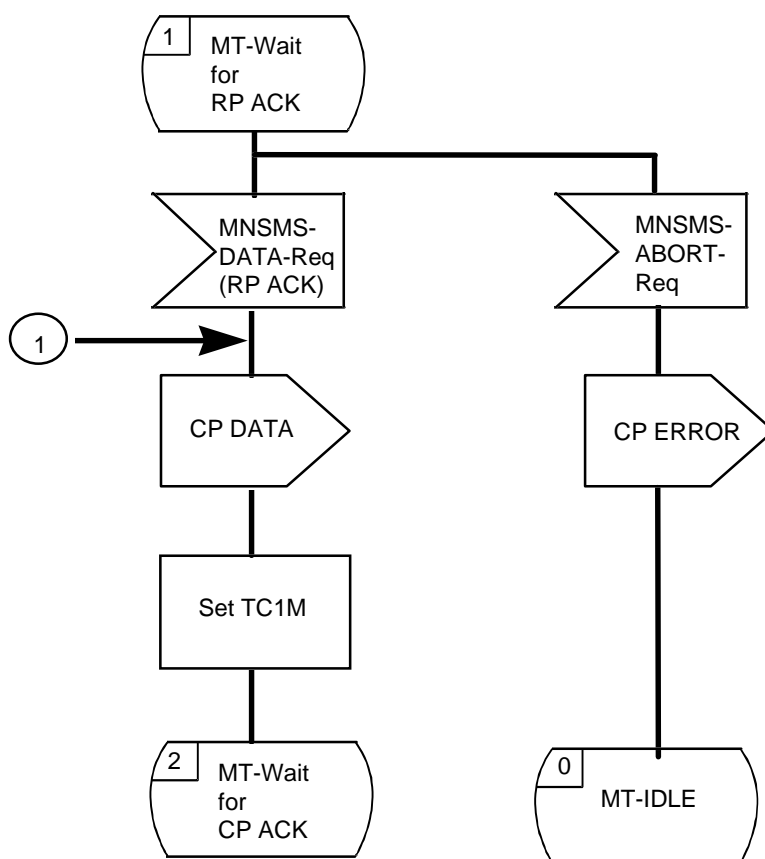 1
MT-Wait
for
RP ACK
MNSMS-
DATA-Req
(RP ACK)
MNSMS-
ABORT-
Req
1
CP DATA
CP ERROR
Set TC1M
2
MT-Wait
for
CP ACK
0
MT-IDLE